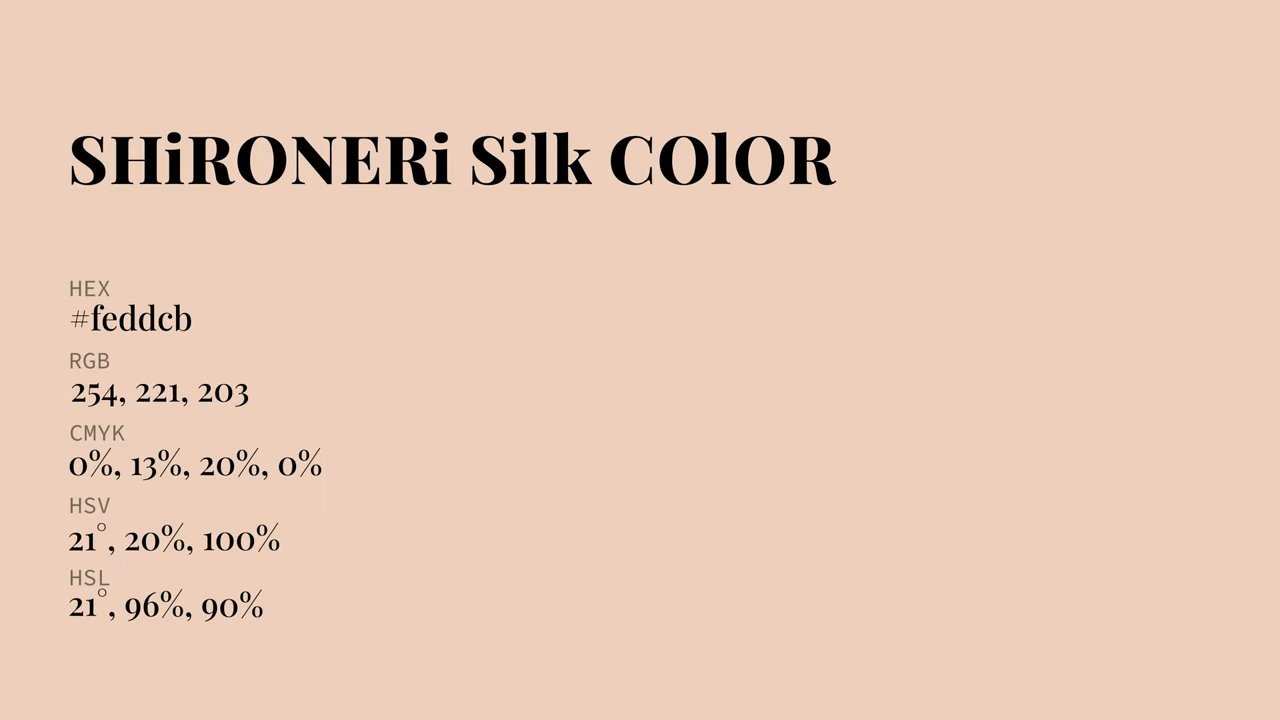 SHiRONERi Silk COlOR
HEX
#feddcb
RGB
254, 221, 203
CMYK
0%, 13%, 20%, 0%
HSV
21°, 20%, 100%
HSL
21°, 96%, 90%